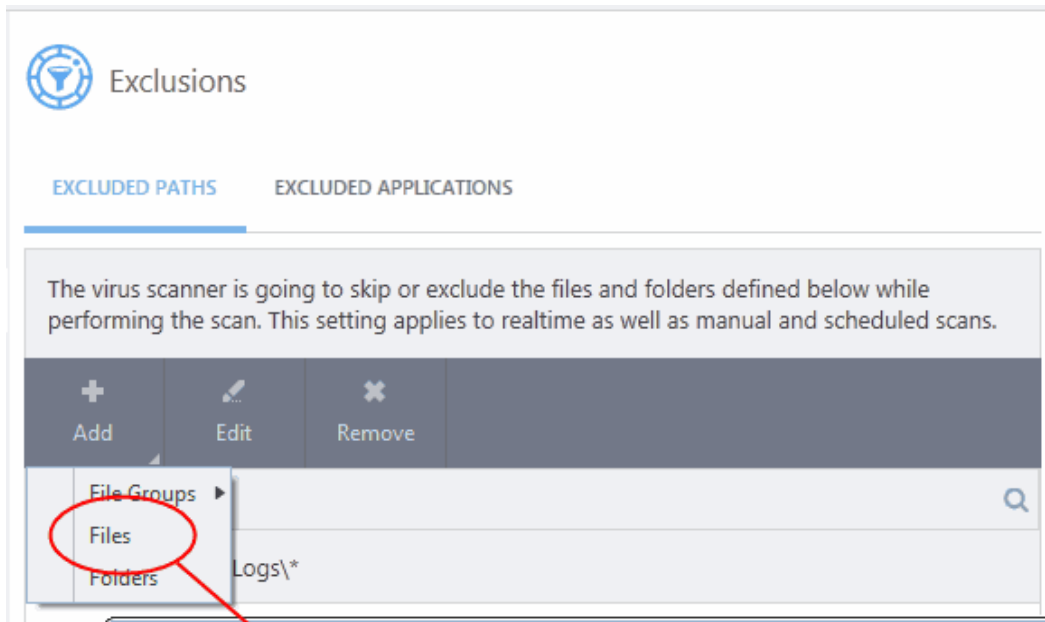 Exclusions
EXCLUDED PATHS EXCLUDED APPLICATIONS
The virus scanner is going to skip or exclude the files and folders defined below while
performing the scan. This setting applies to realtime as well as manual and scheduled scans.
Add Edit Remove
File Groups
Files
Folders
Logs\*